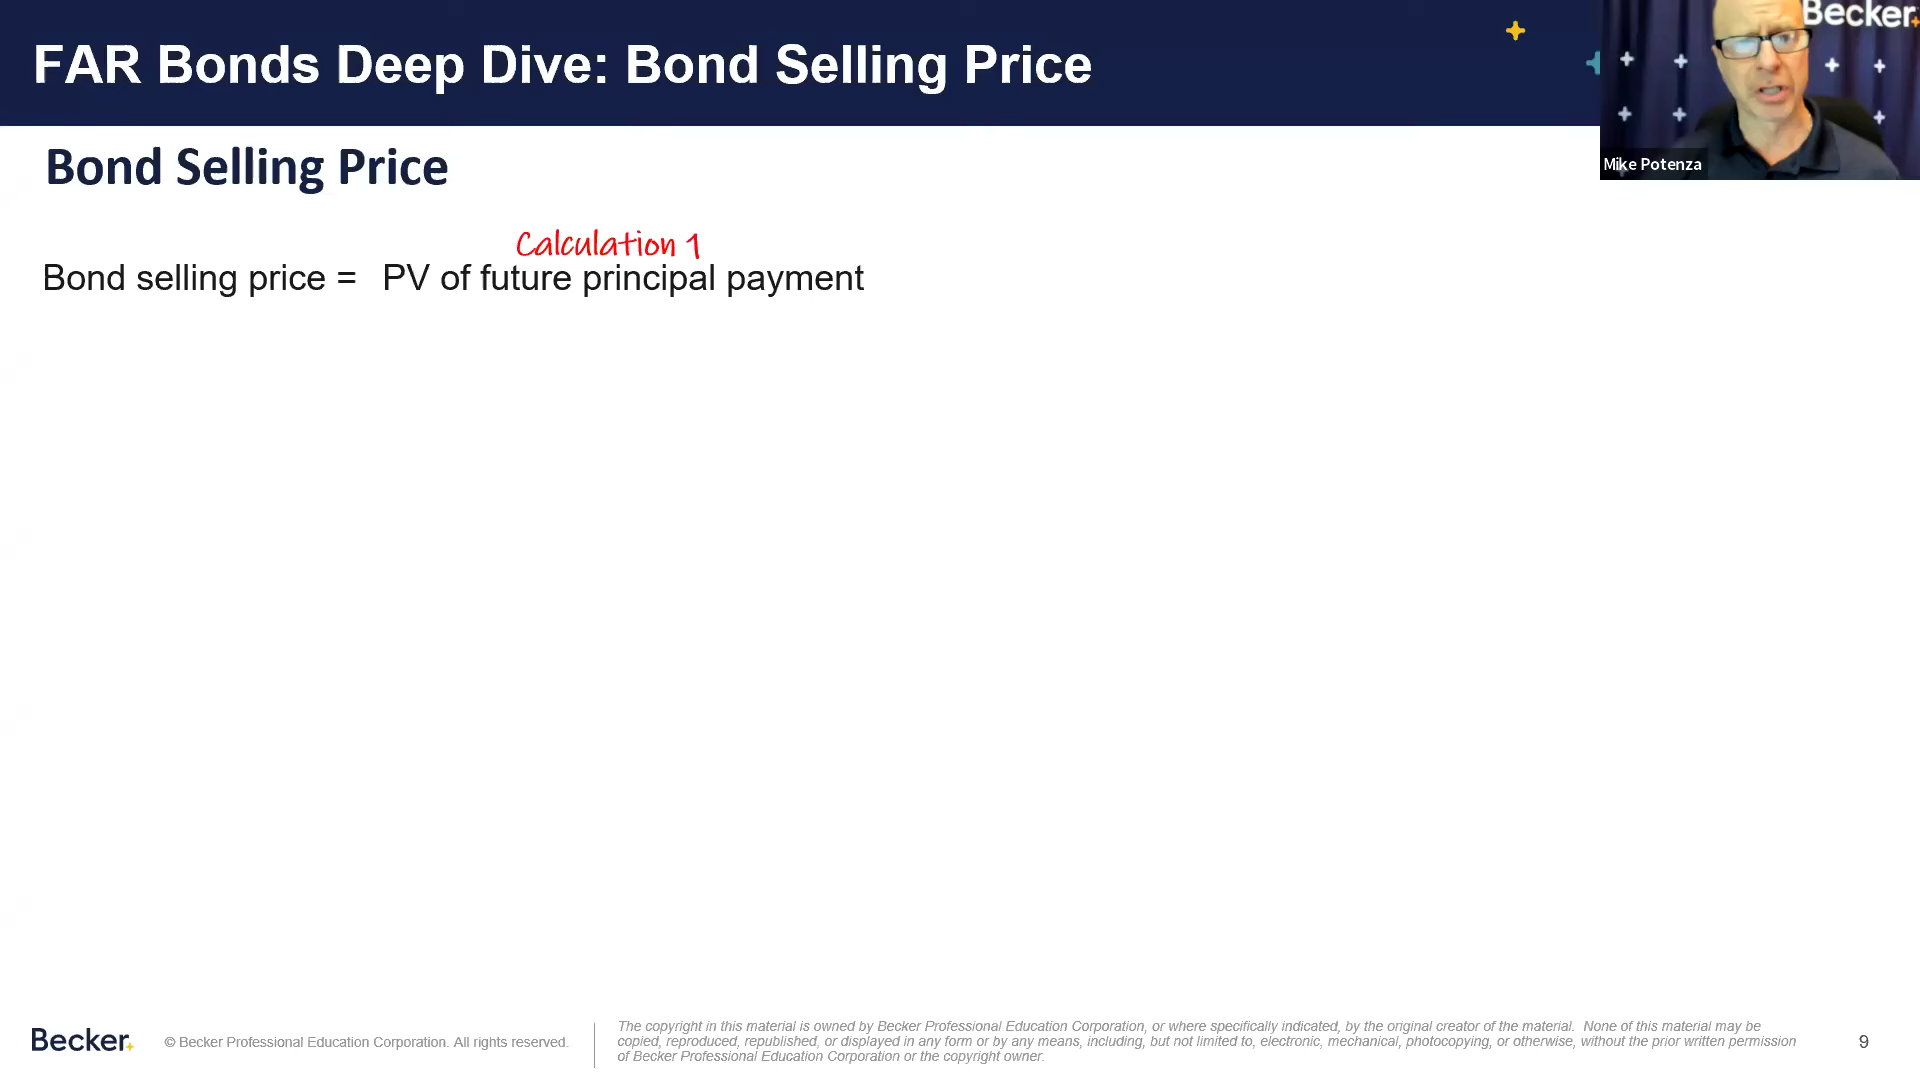 FAR Bonds Deep Dive: Bond Selling Price
Becker
Mike Potenza
Bond Selling Price
Calculation 1
Bond selling price = PV of future principal payment
Becker
© Becker Professional Education Corporation. All rights reserved.
The copyright in this material is owned by Becker Professional Education Corporation, or where specifically indicated, by the original creator of the material. None of this material may be
copied, reproduced, republished, or displayed in any form or by any means, including, but not limited to, electronic, mechanical, photocopying, or otherwise, without the prior written permission
of Becker Professional Education Corporation or the copyright owner.
9